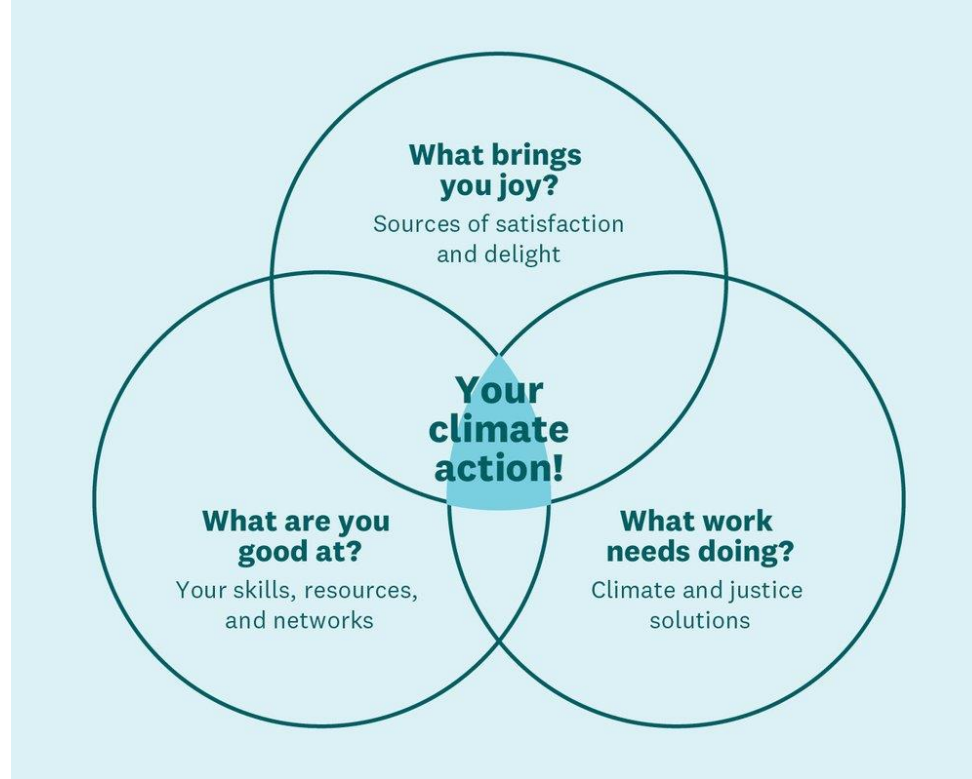 What brings
you joy?
Sources of satisfaction
and delight
Your
climate
action!
What are you
good at?
Your skills, resources,
and networks
What work
needs doing?
Climate and justice
solutions